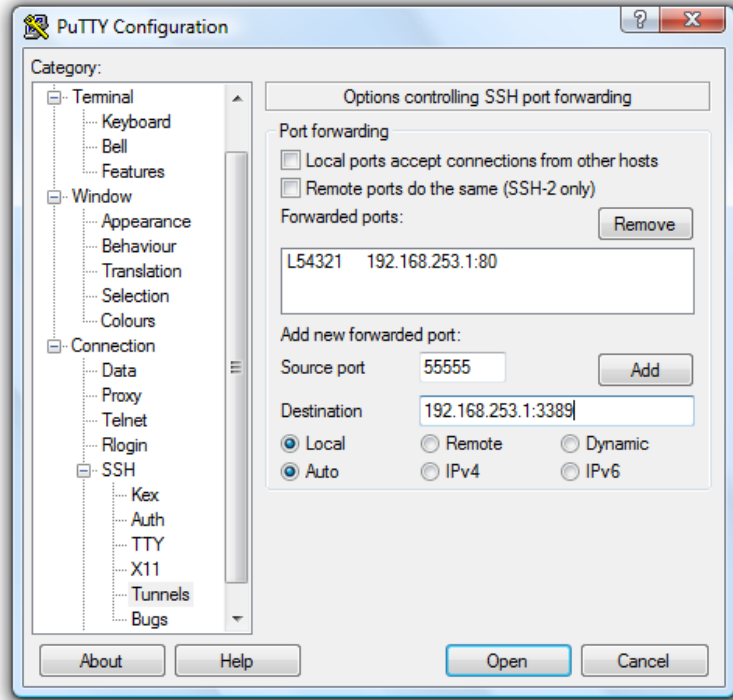 PuTTY Configuration
?
X
Category:
Terminal
Keyboard
Bell
Features
Window
Appearance
Behaviour
Translation
Selection
Colours
Connection
Data
Proxy
Telnet
Rlogin
SSH
Kex
Auth
TTY
X11
Tunnels
Bugs
Options controlling SSH port forwarding
Port forwarding
Local ports accept connections from other hosts
Remote ports do the same (SSH-2 only)
Forwarded ports:
Remove
L54321 192.168.253.1:80
Add new forwarded port:
Source port 55555 Add
Destination 192.168.253.1:3389
Local Remote Dynamic
Auto IPv4 IPv6
About Help Open Cancel